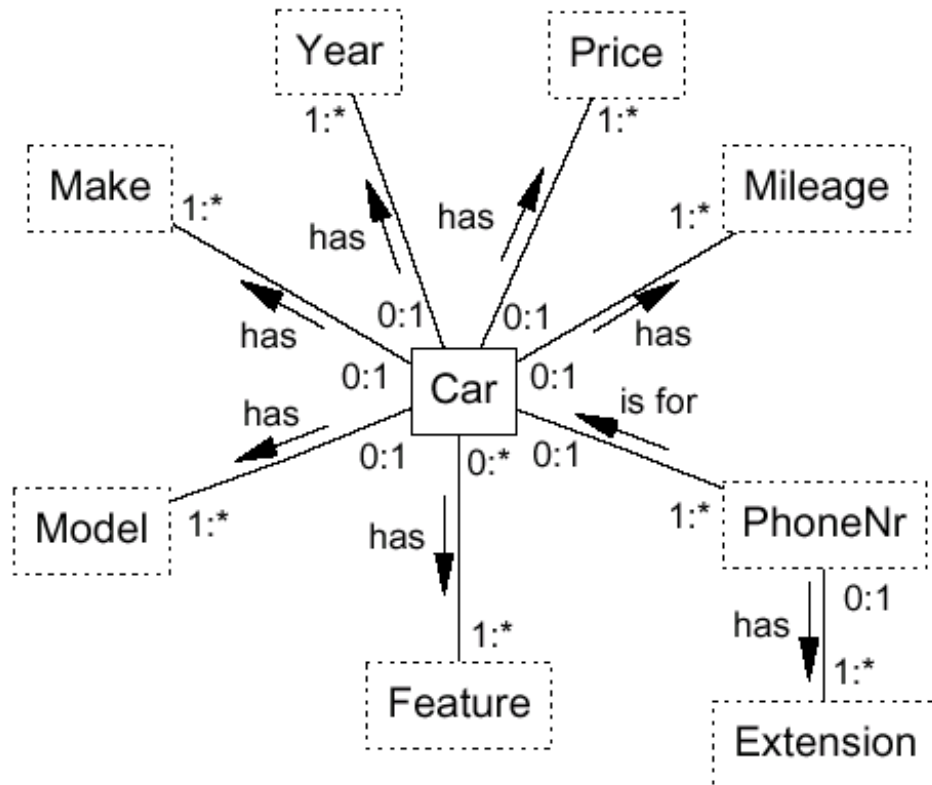 Year
Price
1:*
1:*
Make
Mileage
1:*
1:*
has
has
has
has
0:1
0:1
0:1
Car
0:1
is for
has
0:1
0:*
0:1
Model
1:*
has
1:*
PhoneNr
0:1
has
1:*
1:*
Feature
Extension